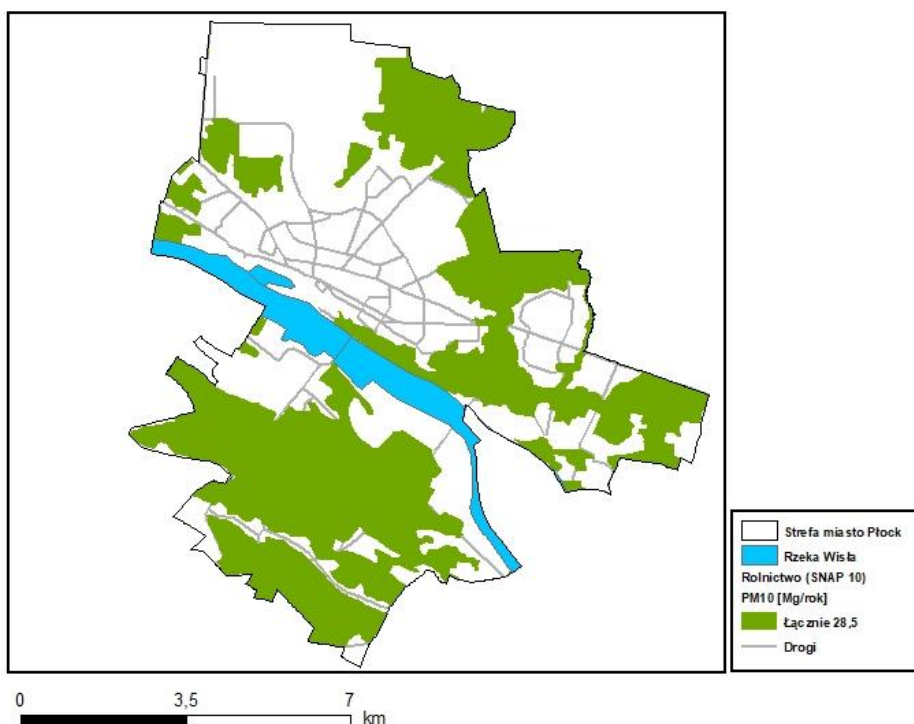 Strefa miasto Płock
Rzeka Wisła
Rolnictwo (SNAP 10)
PM10 [Mg/rok]
Łącznie 28,5
Drogi
0 3,5 7
km